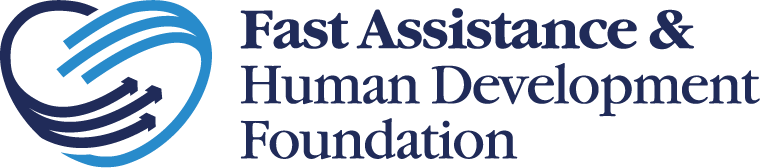 Fast Assistance &
Human Development
Foundation